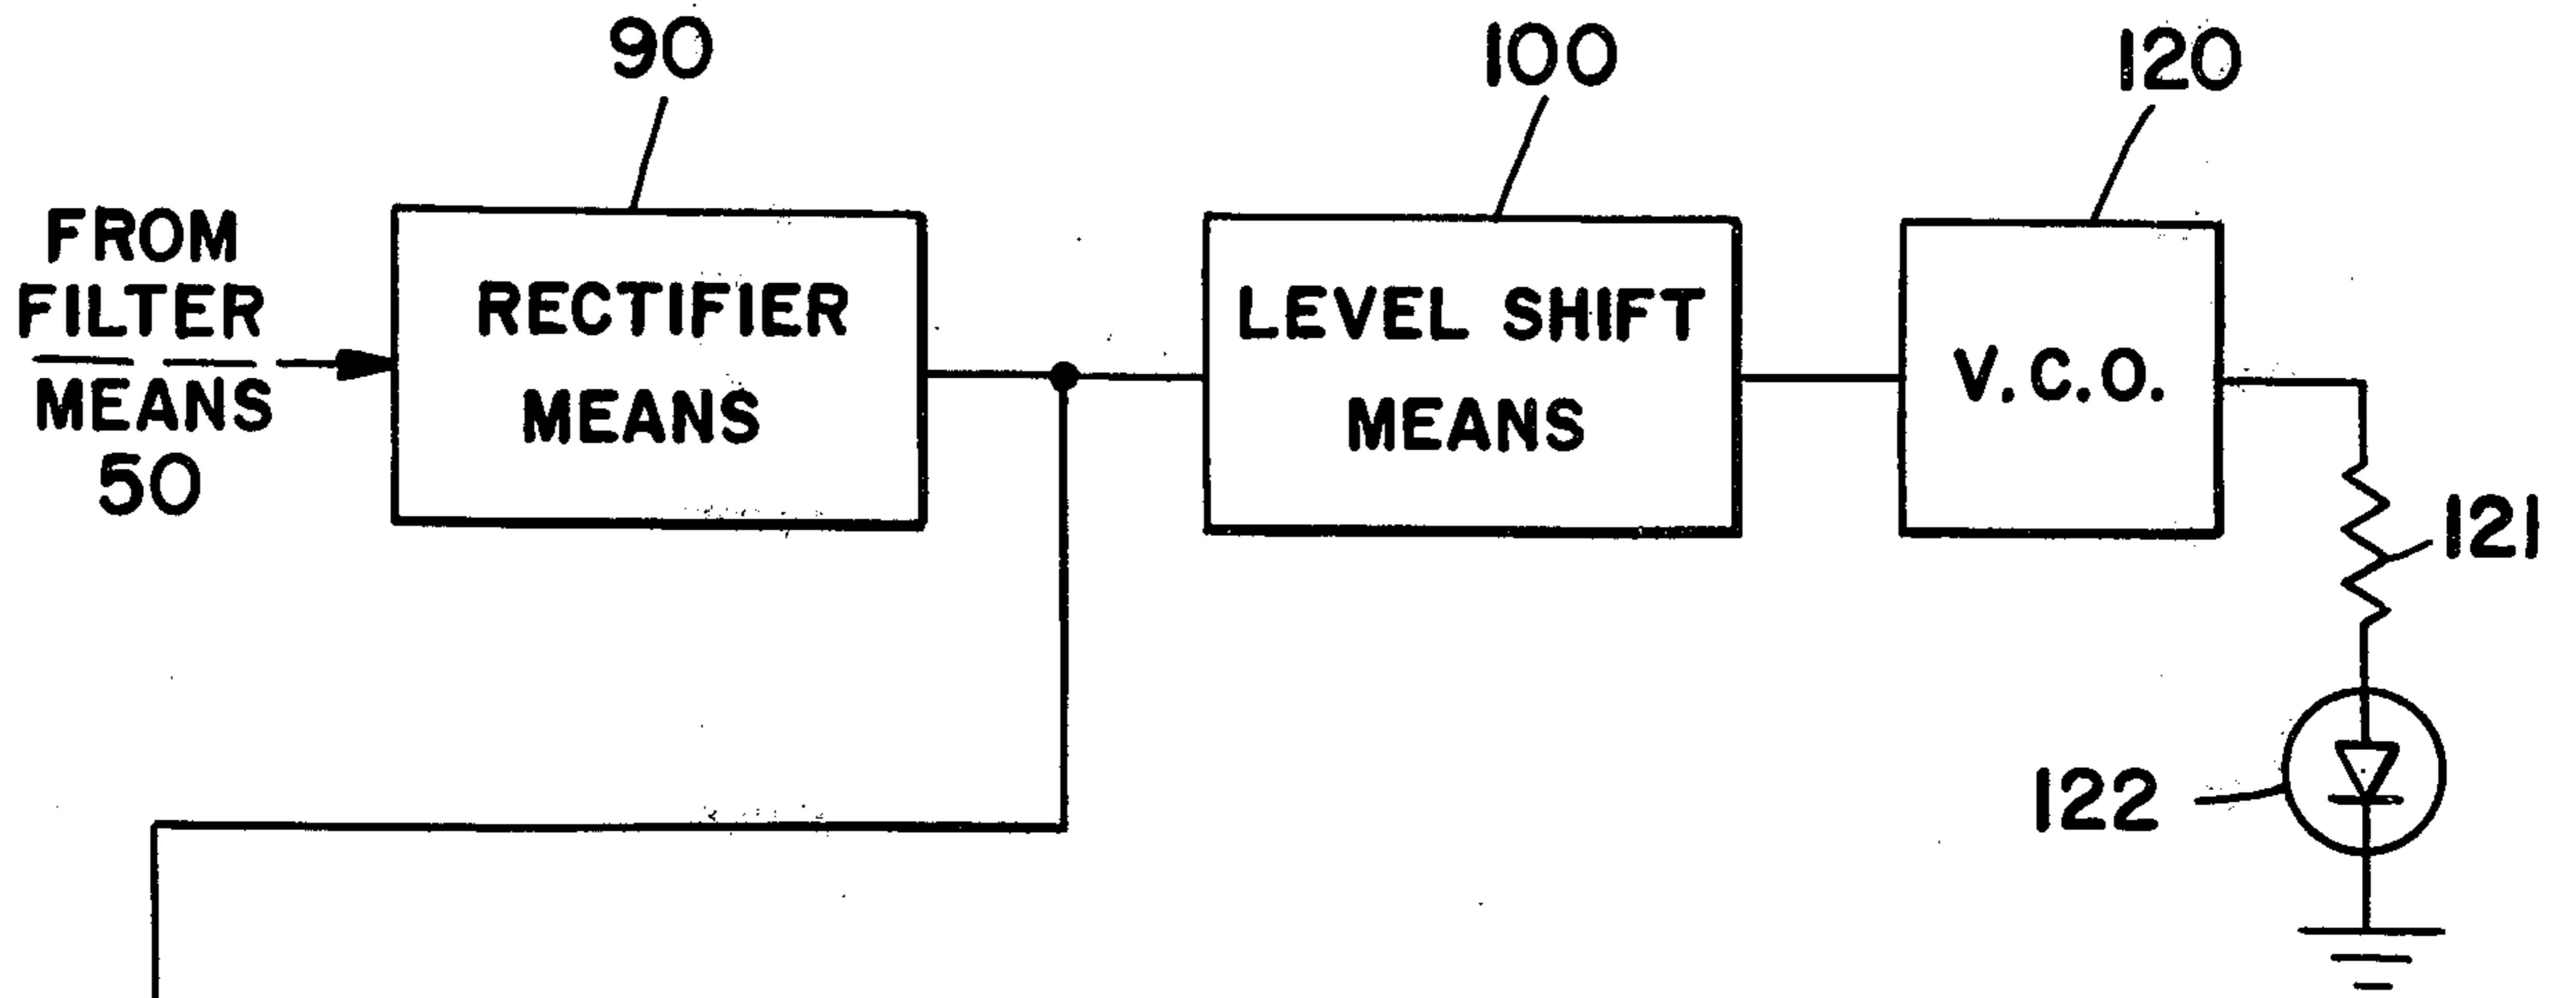 90
100
120
FROM
FILTER
MEANS
50
RECTIFIER
MEANS
LEVEL SHIFT
MEANS
V.C.O.
121
122